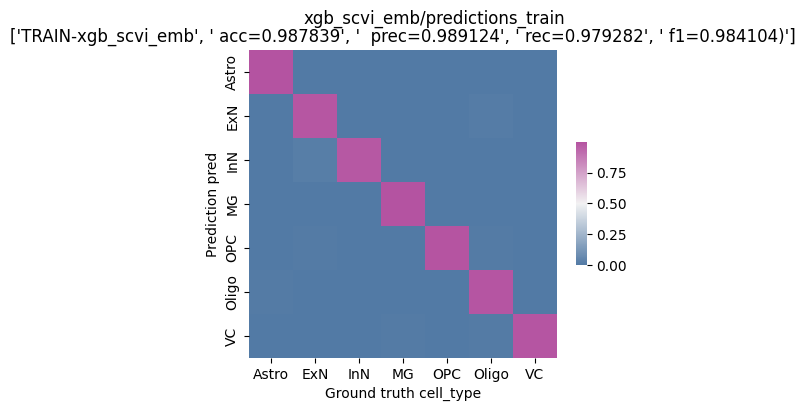 xgb_scvi_emb/predictions_train
['TRAIN-xgb_scvi_emb', ' acc=0.987839', '  prec=0.989124', ' rec=0.979282', ' f1=0.984104)']
Prediction pred
Astro
ExN
InN
MG
OPC
Oligo
VC
0.75
0.50
0.25
0.00
Astro ExN InN MG OPC Oligo VC
Ground truth cell_type